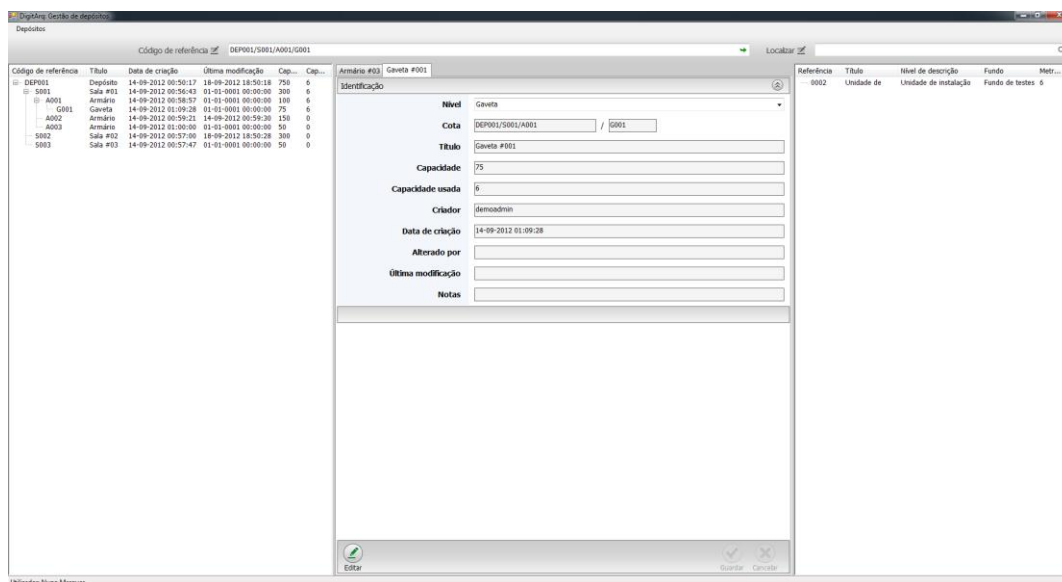 DigitArq: Gestão de depósitos
Depósitos
Código de referência DEP001/S001/A001/G001 Localizar
Código de referência Título Data de criação Última modificação Cap... Cap...
DEP001 Depósito 14-09-2012 00:50:17 18-09-2012 18:50:18 750 6
S001 Sala #01 14-09-2012 00:56:43 01-01-0001 00:00:00 300 6
A001 Armário 14-09-2012 00:58:57 01-01-0001 00:00:00 100 6
G001 Gaveta 14-09-2012 01:09:28 01-01-0001 00:00:00 75 6
A002 Armário 14-09-2012 00:59:21 14-09-2012 00:59:30 150 0
A003 Armário 14-09-2012 01:00:00 01-01-0001 00:00:00 50 0
S002 Sala #02 14-09-2012 00:57:00 18-09-2012 18:50:28 300 0
S003 Sala #03 14-09-2012 00:57:47 01-01-0001 00:00:00 50 0
Armário #03 Gaveta #001
Identificação
Nível Gaveta
Cota DEP001/S001/A001 / G001
Título Gaveta #001
Capacidade 75
Capacidade usada 6
Criador demoadmin
Data de criação 14-09-2012 01:09:28
Alterado por
Última modificação
Notas
Editar Guardar Cancelar
Referência Título Nível de descrição Fundo Metr...
0002 Unidade de Unidade de instalação Fundo de testes 6